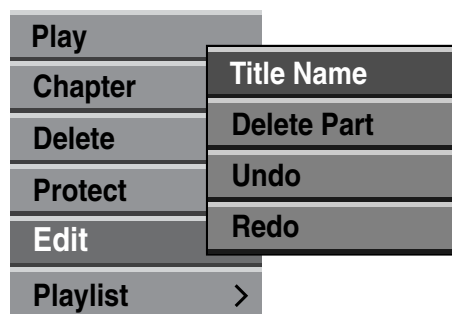 Play
Chapter
Delete
Protect
Edit
Playlist >
Title Name
Delete Part
Undo
Redo